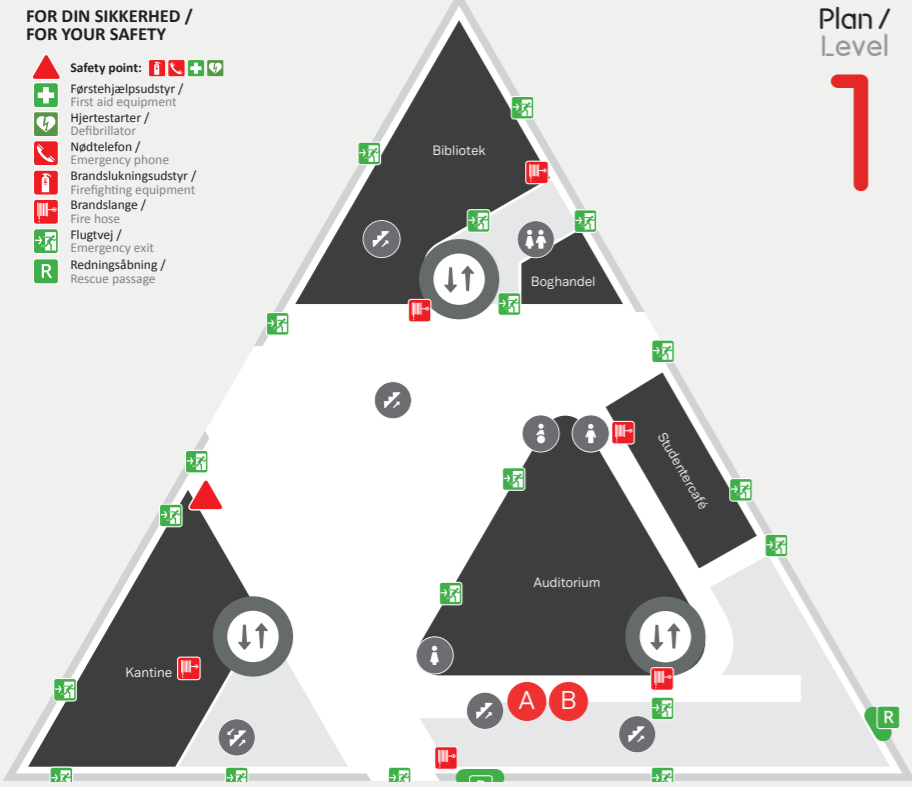 FOR DIN SIKKERHED /
FOR YOUR SAFETY
Safety point:
Førstehjælpsudstyr /
First aid equipment
Hjertestarter /
Defibrillator
Nødtelefon /
Emergency phone
Brandslukningsudstyr /
Firefighting equipment
Brandslange /
Fire hose
Flugtvej /
Emergency exit
R
Redningsåbning /
Rescue passage
Plan /
Level
1
Bibliotek
Boghandel
Studentercafé
Auditorium
Kantine
A B
R